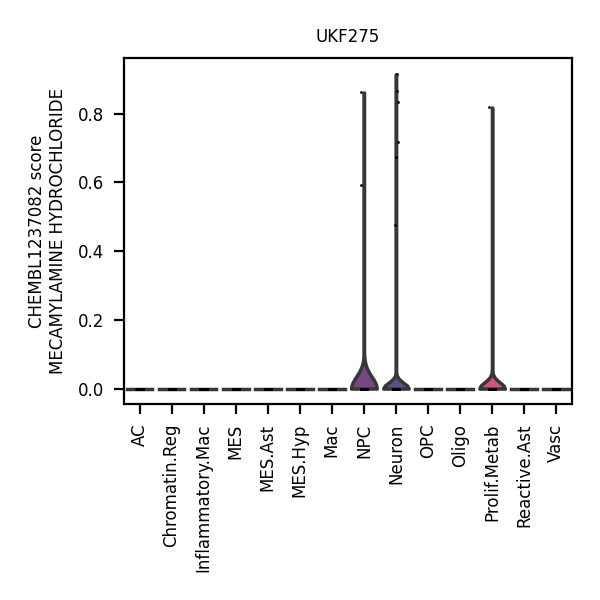 UKF275
CHEMBL1237082 score
MECAMYLAMINE HYDROCHLORIDE
0.8
0.6
0.4
0.2
0.0
AC
Chromatin.Reg
Inflammatory.Mac
MES
MES.Ast
MES.Hyp
Mac
NPC
Neuron
OPC
Oligo
Prolif.Metab
Reactive.Ast
Vasc